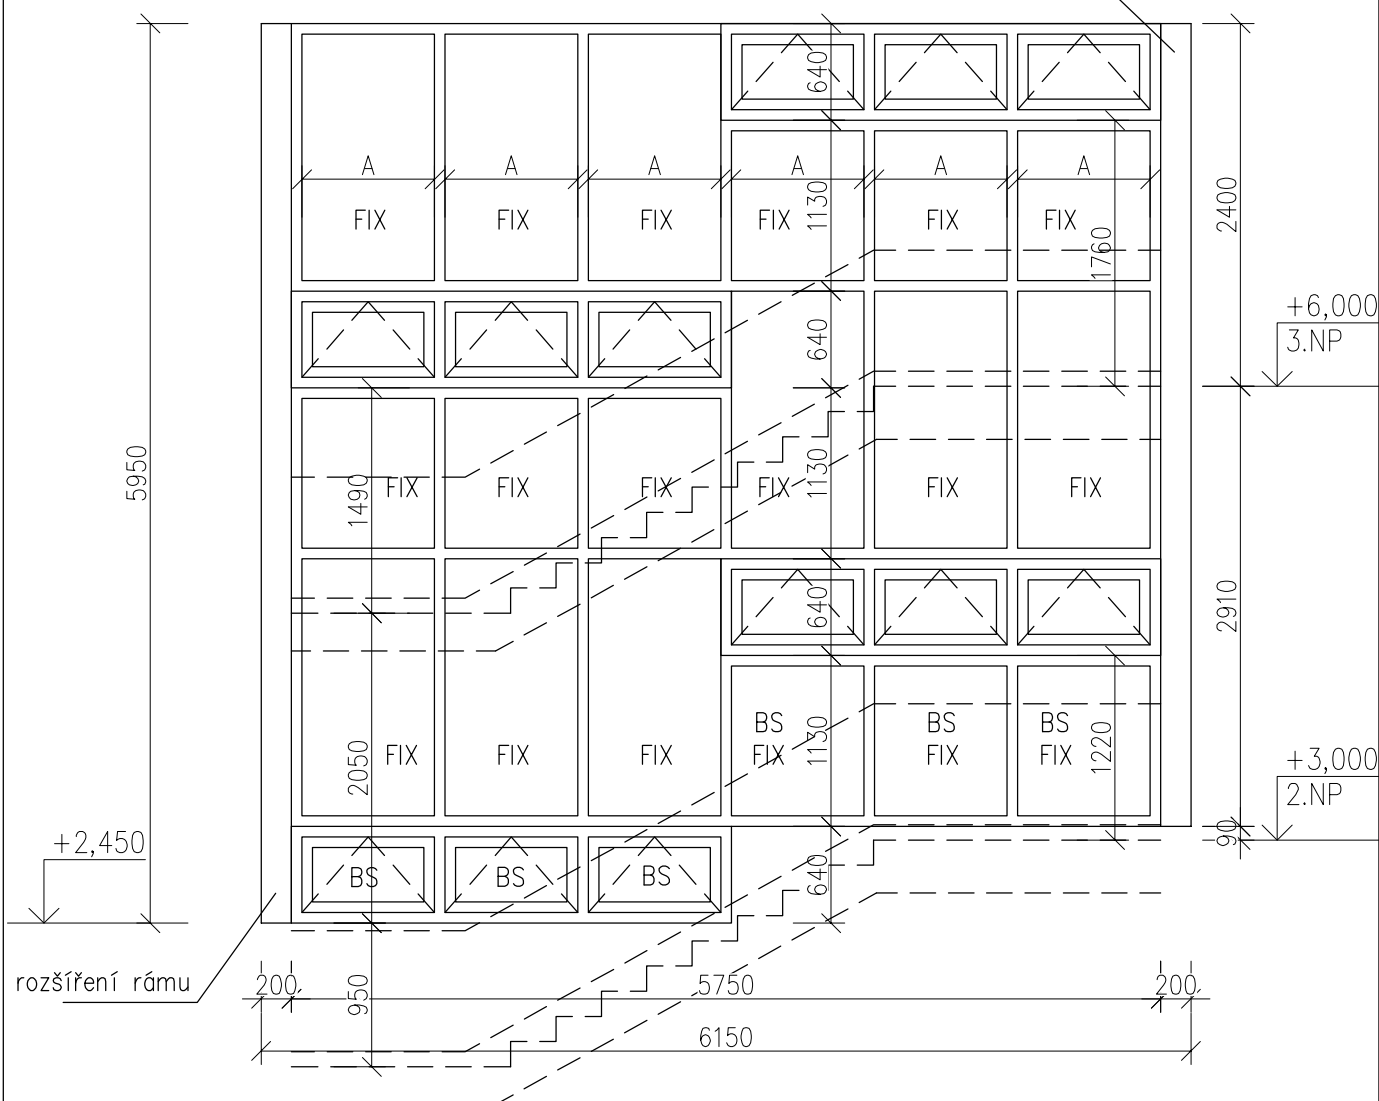 640
A A A A A A
FIX FIX FIX FIX FIX FIX
1130
2400
1760
+6,000
3.NP
640
5950
1490
FIX FIX FIX FIX FIX FIX
1130
640
2910
BS BS BS
FIX FIX FIX FIX FIX FIX
2050
1130
1220
+3,000
2.NP
90
+2,450
BS BS BS
640
rozšíření rámu
200
950
5750
200
6150